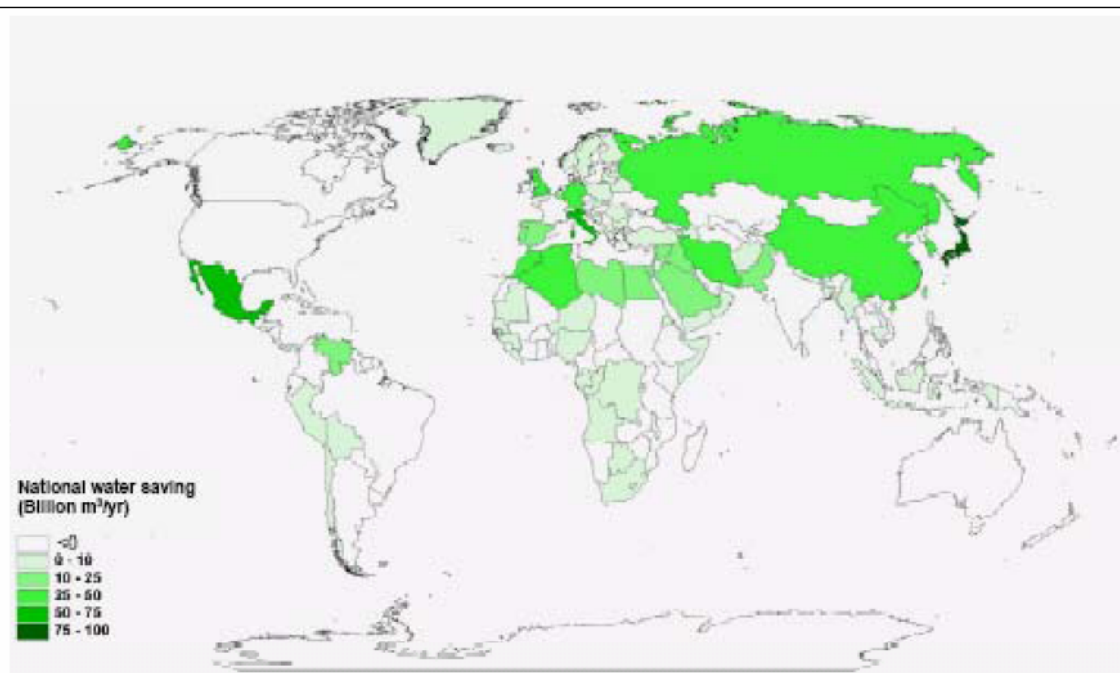 National water saving
(Billion m³/yr)
<0
0 - 10
10 - 25
25 - 50
50 - 75
75 - 100